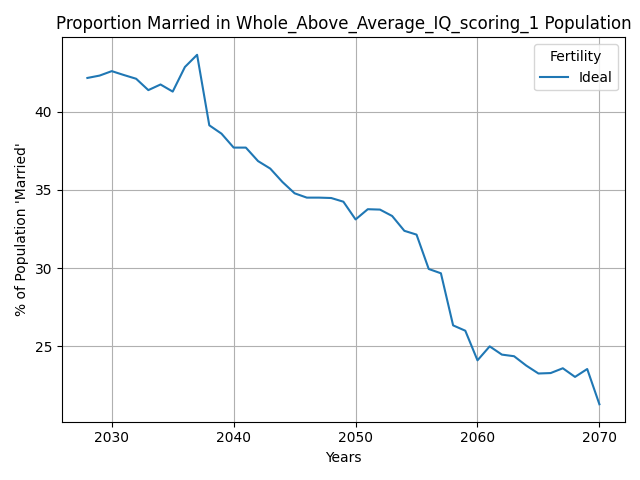 Proportion Married in Whole_Above_Average_IQ_scoring_1 Population
Fertility
Ideal
% of Population 'Married'
40
35
30
25
2030 2040 2050 2060 2070
Years